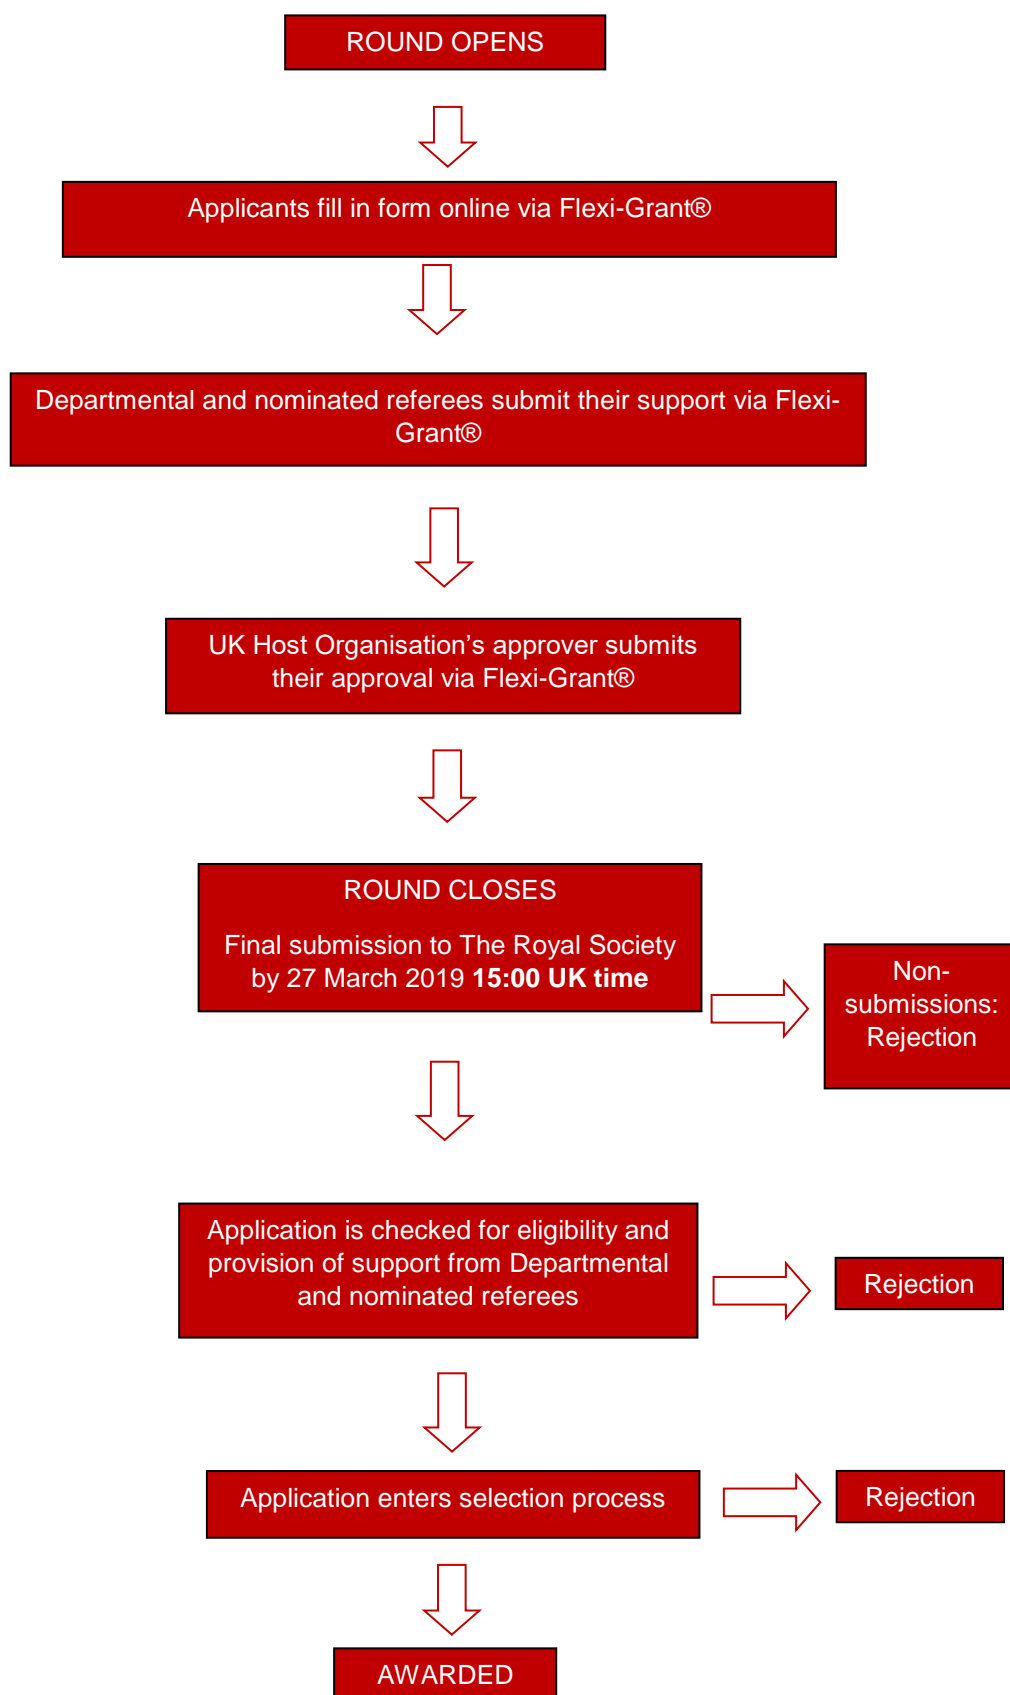 ROUND OPENS
Applicants fill in form online via Flexi-Grant®
Departmental and nominated referees submit their support via Flexi-
Grant®
UK Host Organisation’s approver submits
their approval via Flexi-Grant®
ROUND CLOSES
Final submission to The Royal Society
by 27 March 2019 15:00 UK time
Non-
submissions:
Rejection
Application is checked for eligibility and
provision of support from Departmental
and nominated referees
Rejection
Application enters selection process
Rejection
AWARDED